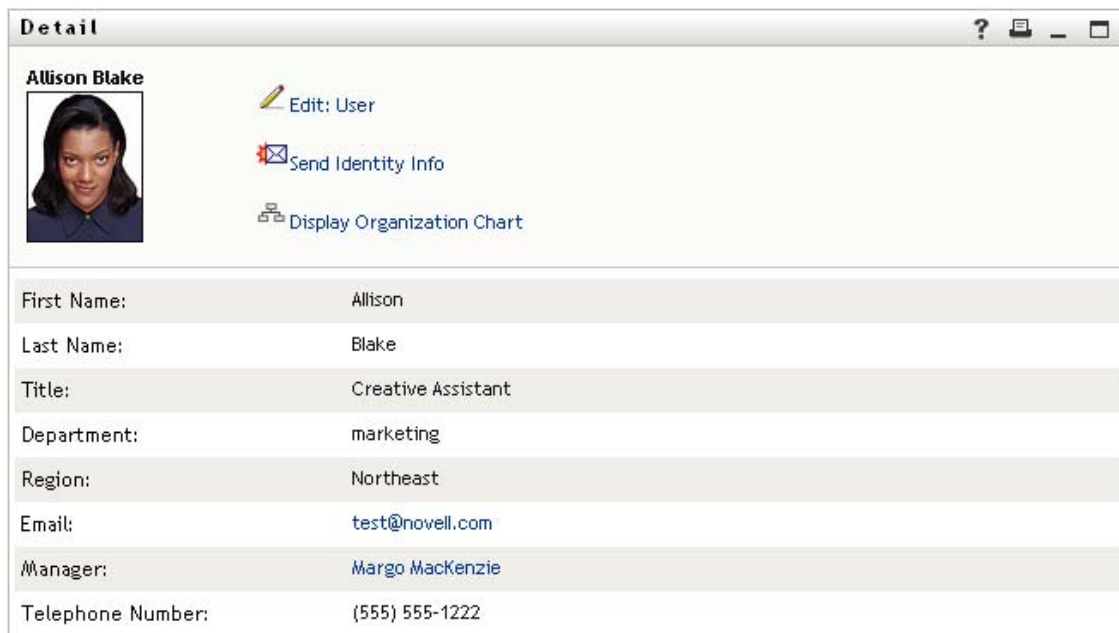 Detail ?
Allison Blake
Edit: User
Send Identity Info
Display Organization Chart
First Name: Allison
Last Name: Blake
Title: Creative Assistant
Department: marketing
Region: Northeast
Email: test@novell.com
Manager: Margo MacKenzie
Telephone Number: (555) 555-1222